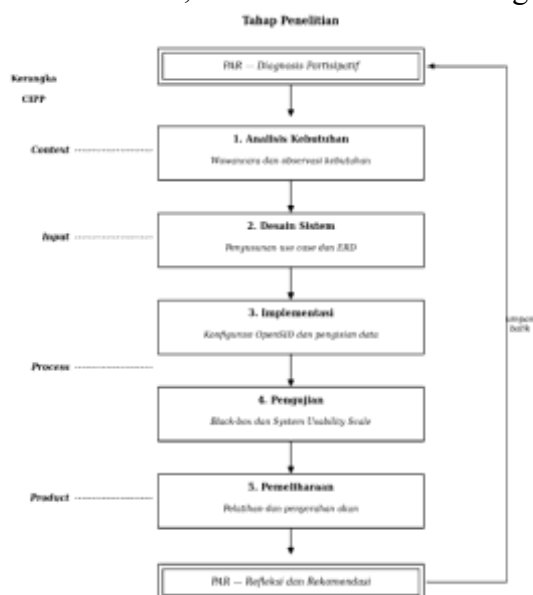 Tahap Penelitian
PAR — Diagnosis Partisipatif
Kerangka
CIPP
1. Analisis Kebutuhan
Context
Wawancara dan observasi kebutuhan
2. Desain Sistem
Input
Penyusunan use case dan ERD
3. Implementasi
Konfigurasi OpenSID dan pengisian data
balik
Process
4. Pengujian
Black-box dan System Usability Scale
5. Pemeliharaan
Product
Pelatihan dan penyerahan akun
PAR — Refleksi dan Rekomendasi